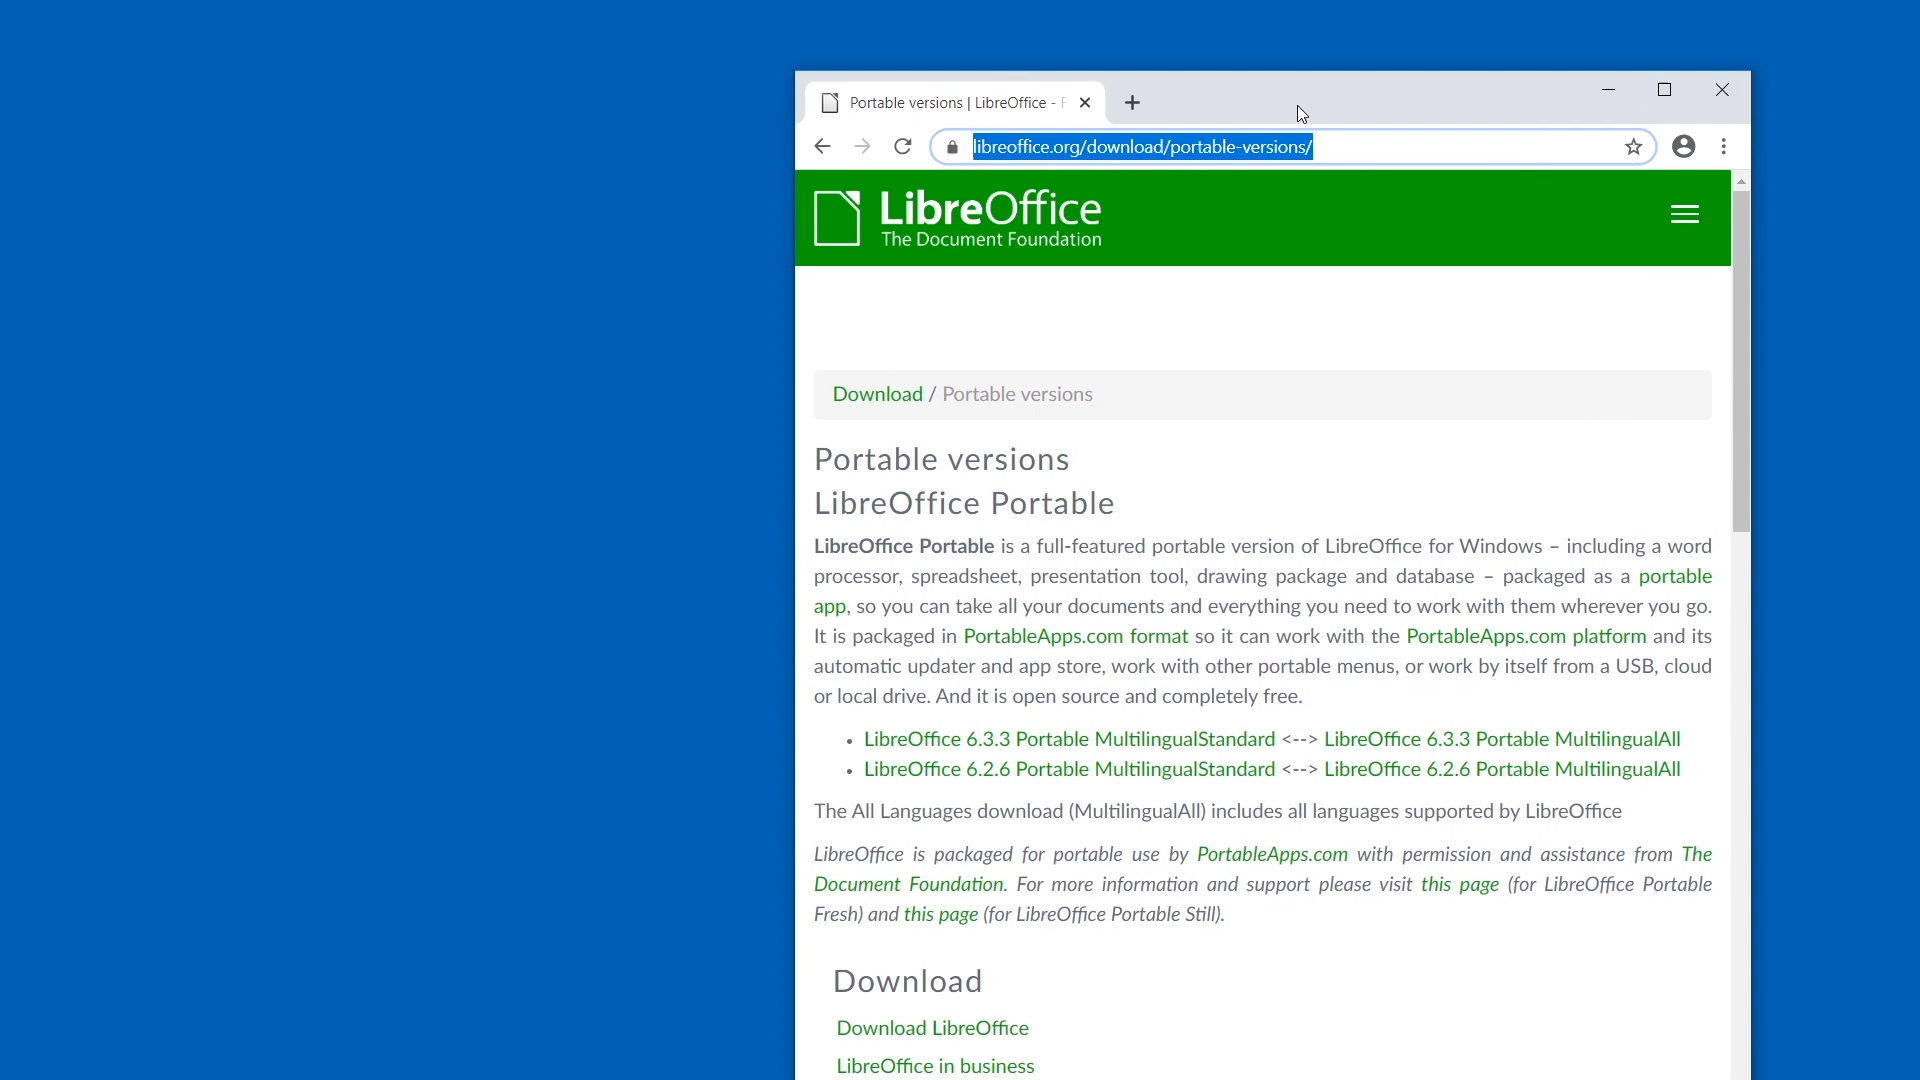 Portable versions | LibreOffice - F
libreoffice.org/download/portable-versions/
LibreOffice
The Document Foundation
Download / Portable versions
Portable versions
LibreOffice Portable
LibreOffice Portable is a full-featured portable version of LibreOffice for Windows – including a word
processor, spreadsheet, presentation tool, drawing package and database – packaged as a portable
app, so you can take all your documents and everything you need to work with them wherever you go.
It is packaged in PortableApps.com format so it can work with the PortableApps.com platform and its
automatic updater and app store, work with other portable menus, or work by itself from a USB, cloud
or local drive. And it is open source and completely free.
• LibreOffice 6.3.3 Portable MultilingualStandard <--> LibreOffice 6.3.3 Portable MultilingualAll
• LibreOffice 6.2.6 Portable MultilingualStandard <--> LibreOffice 6.2.6 Portable MultilingualAll
The All Languages download (MultilingualAll) includes all languages supported by LibreOffice
LibreOffice is packaged for portable use by PortableApps.com with permission and assistance from The
Document Foundation. For more information and support please visit this page (for LibreOffice Portable
Fresh) and this page (for LibreOffice Portable Still).
Download
Download LibreOffice
LibreOffice in business